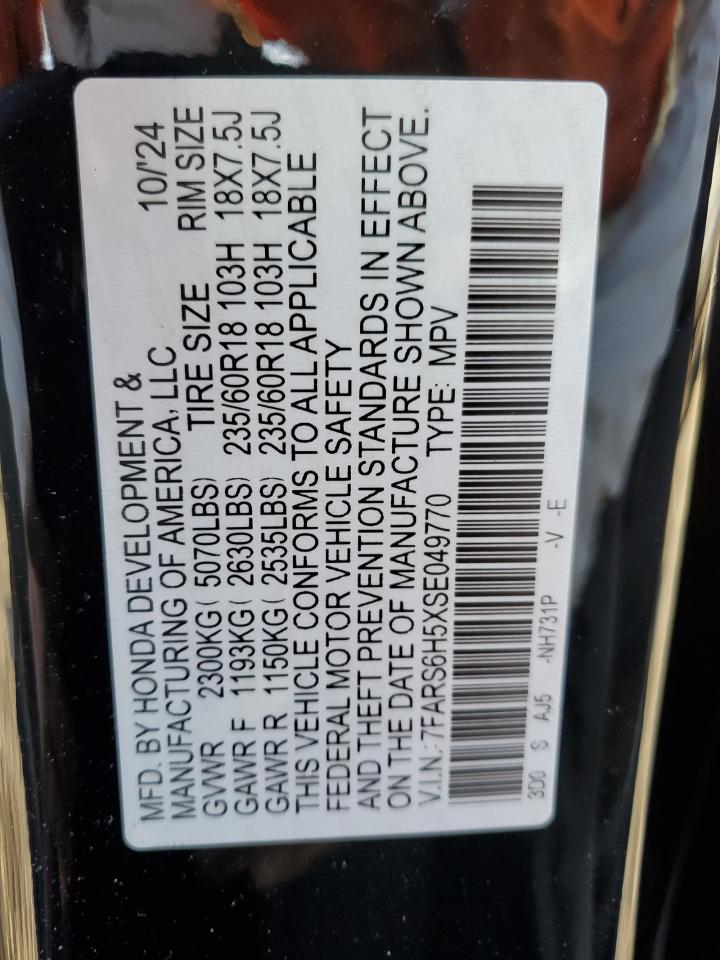 MFD. BY HONDA DEVELOPMENT & 10/'24
MANUFACTURING OF AMERICA, LLC
GVWR 2300KG( 5070LBS) TIRE SIZE RIM SIZE
GAWR F 1193KG( 2630LBS) 235/60R18 103H 18X7.5J
GAWR R 1150KG( 2535LBS) 235/60R18 103H 18X7.5J
THIS VEHICLE CONFORMS TO ALL APPLICABLE
FEDERAL MOTOR VEHICLE SAFETY
AND THEFT PREVENTION STANDARDS IN EFFECT
ON THE DATE OF MANUFACTURE SHOWN ABOVE.
V.I.N.:7FARS6H5XSE049770 TYPE: MPV
3D0 S AJ5 -NH731P -V -E